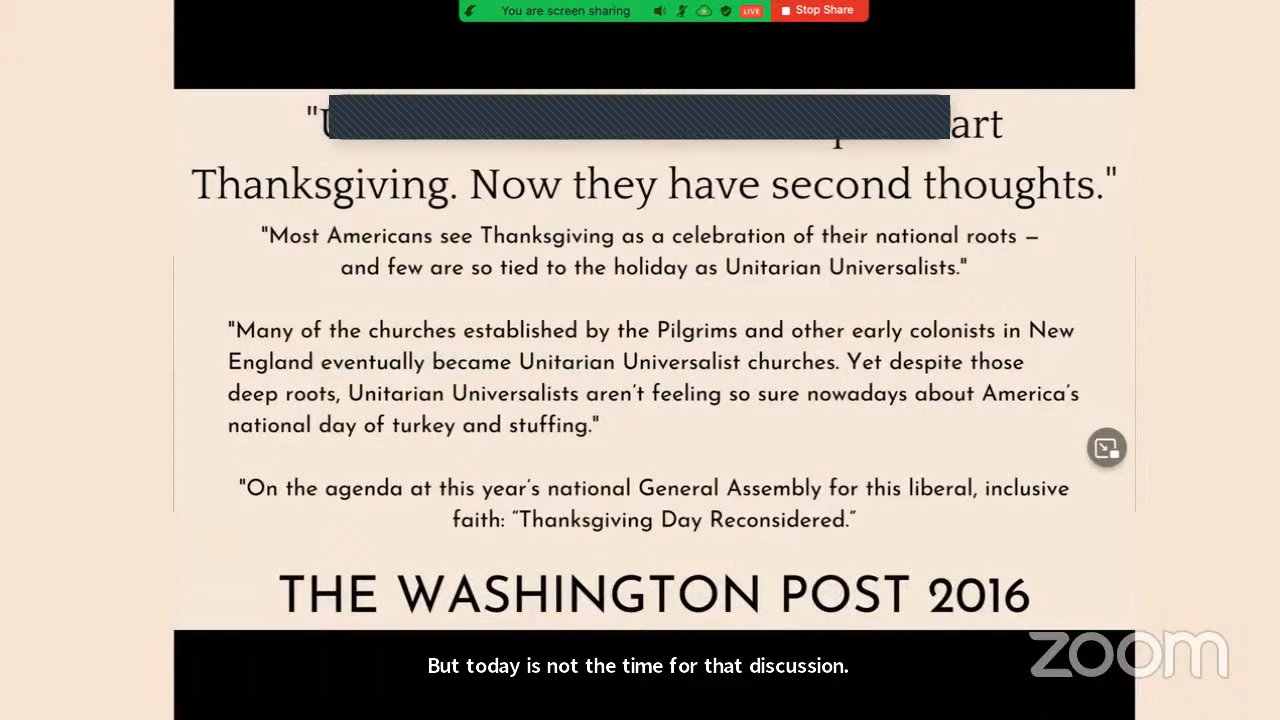 You are screen sharing LIVE Stop Share
art
Thanksgiving. Now they have second thoughts."
"Most Americans see Thanksgiving as a celebration of their national roots –
and few are so tied to the holiday as Unitarian Universalists."
"Many of the churches established by the Pilgrims and other early colonists in New
England eventually became Unitarian Universalist churches. Yet despite those
deep roots, Unitarian Universalists aren't feeling so sure nowadays about America's
national day of turkey and stuffing."
"On the agenda at this year's national General Assembly for this liberal, inclusive
faith: “Thanksgiving Day Reconsidered.”
THE WASHINGTON POST 2016
zoom
But today is not the time for that discussion.